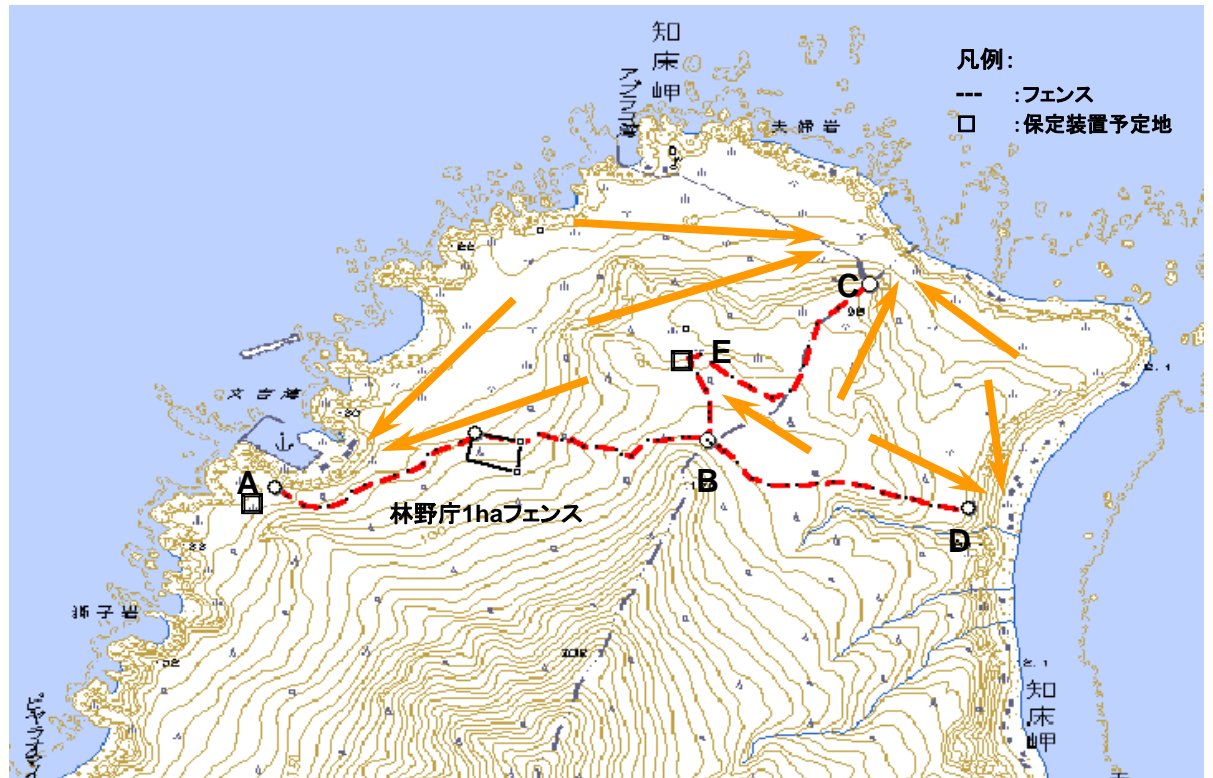 知床岬
アブラコ湾
夫婦岩
凡例:
--- :フェンス
□ :保定装置予定地
C
E
文吉湾
A
B
林野庁1haフェンス
D
獅子岩
知床岬